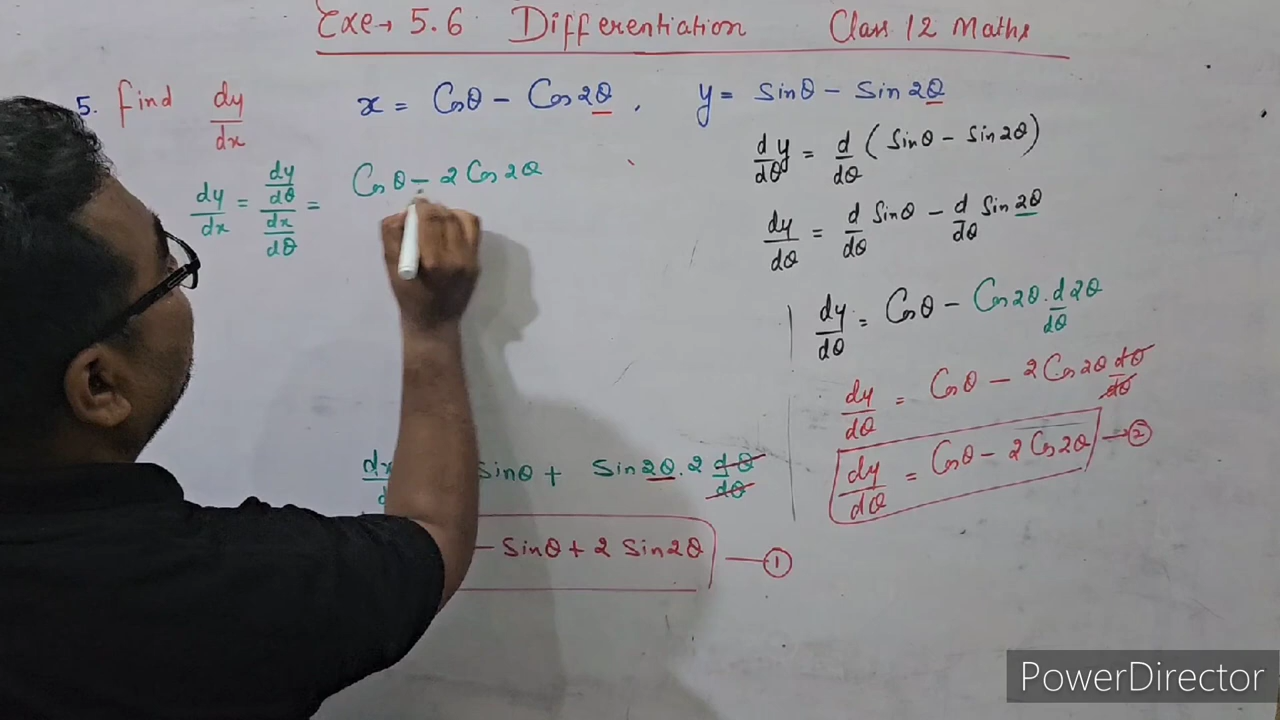 Exe→ 5.6 Differentiation Class 12 Maths
5. Find dy/dx x = Cosθ - Cos2θ , y = Sinθ - Sin2θ
dy/dx = dy/dθ / dx/dθ = Cosθ - 2Cos2θ
dy/dθ = d/dθ (Sinθ - Sin2θ)
dy/dθ = d/dθ Sinθ - d/dθ Sin2θ
dy/dθ = Cosθ - Cos2θ . d/dθ 2θ
dy/dθ = Cosθ - 2Cos2θ dθ/dθ
dy/dθ = Cosθ - 2Cos2θ → ②
Sinθ + Sin2θ . 2 dθ/dθ
- Sinθ + 2 Sin2θ — ①
PowerDirector